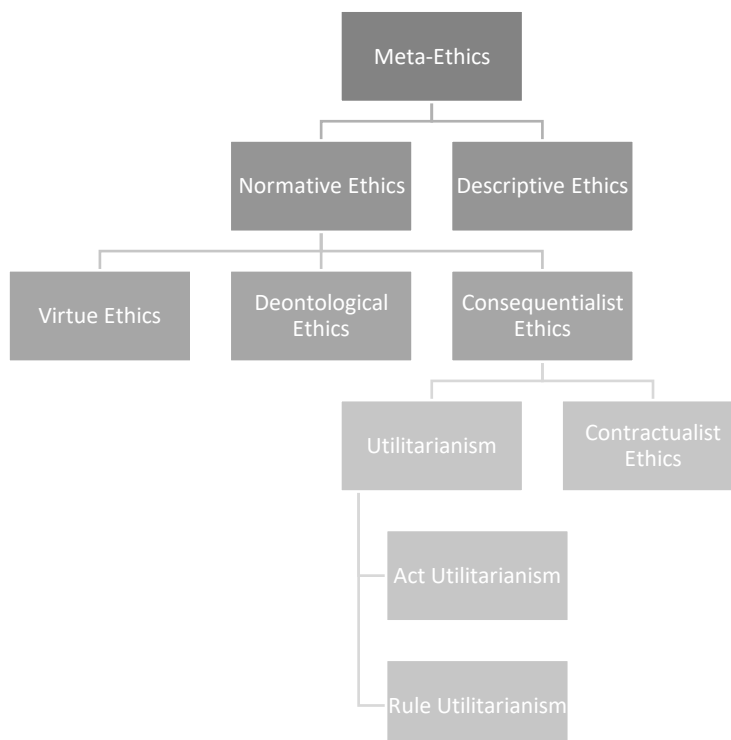 Meta-Ethics
Normative Ethics
Descriptive Ethics
Virtue Ethics
Deontological
Ethics
Consequentialist
Ethics
Utilitarianism
Contractualist
Ethics
Act Utilitarianism
Rule Utilitarianism